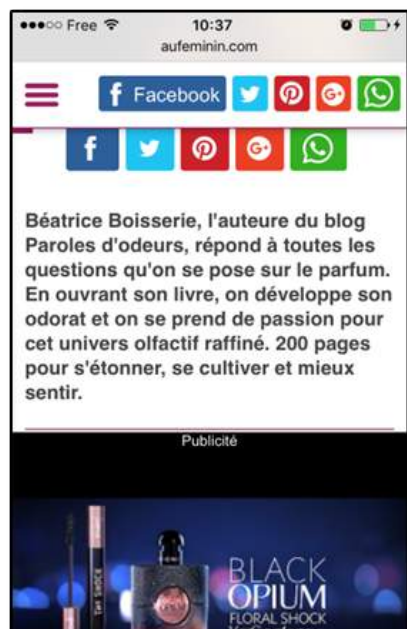 Free 10:37
aufeminin.com
Facebook
Béatrice Boisserie, l'auteure du blog
Paroles d'odeurs, répond à toutes les
questions qu'on se pose sur le parfum.
En ouvrant son livre, on développe son
odorat et on se prend de passion pour
cet univers olfactif raffiné. 200 pages
pour s'étonner, se cultiver et mieux
sentir.
Publicité
BLACK
OPIUM
FLORAL SHOCK
SHOCK
OPIUM